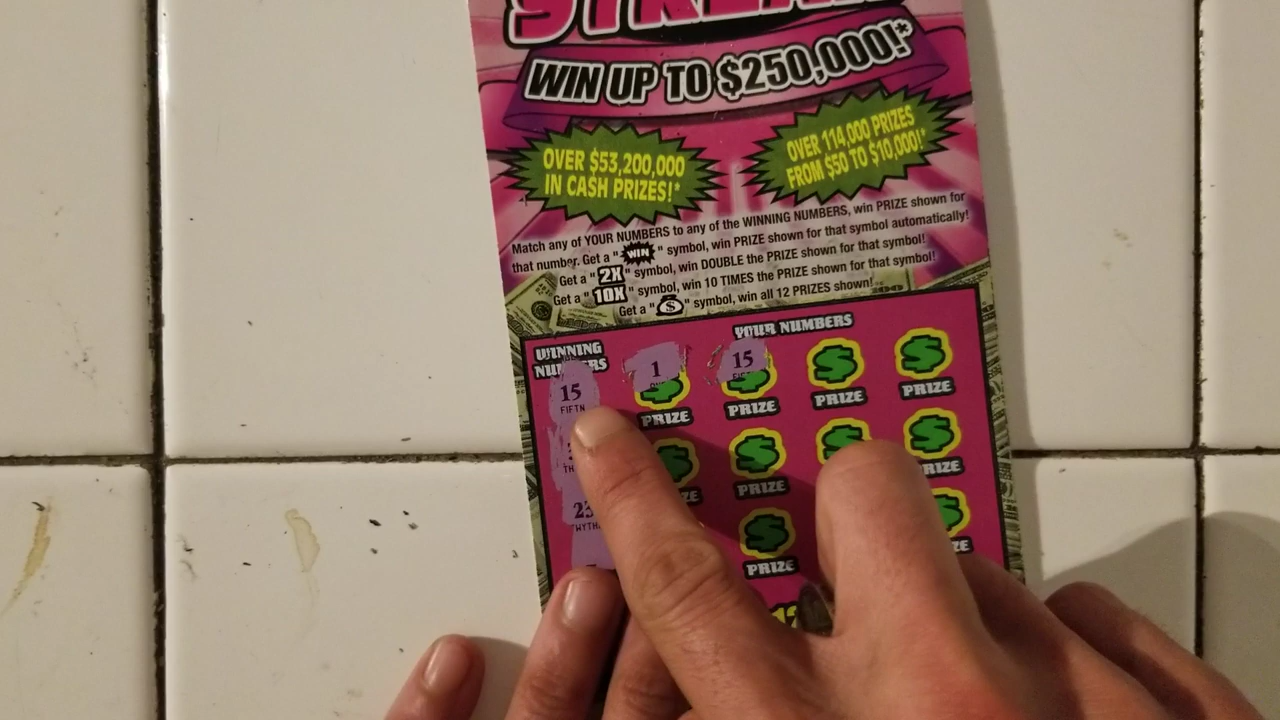 WIN UP TO $250,000!*
OVER $53,200,000
IN CASH PRIZES!*
OVER 114,000 PRIZES
FROM $50 TO $10,000!*
Match any of YOUR NUMBERS to any of the WINNING NUMBERS, win PRIZE shown for
that number. Get a "WIN" symbol, win PRIZE shown for that symbol automatically!
Get a "2X" symbol, win DOUBLE the PRIZE shown for that symbol!
Get a "10X" symbol, win 10 TIMES the PRIZE shown for that symbol!
Get a "$" symbol, win all 12 PRIZES shown!
WINNING
YOUR NUMBERS
15
FIFTN
1
15
PRIZE
PRIZE
PRIZE
PRIZE
PRIZE
23
PRIZE